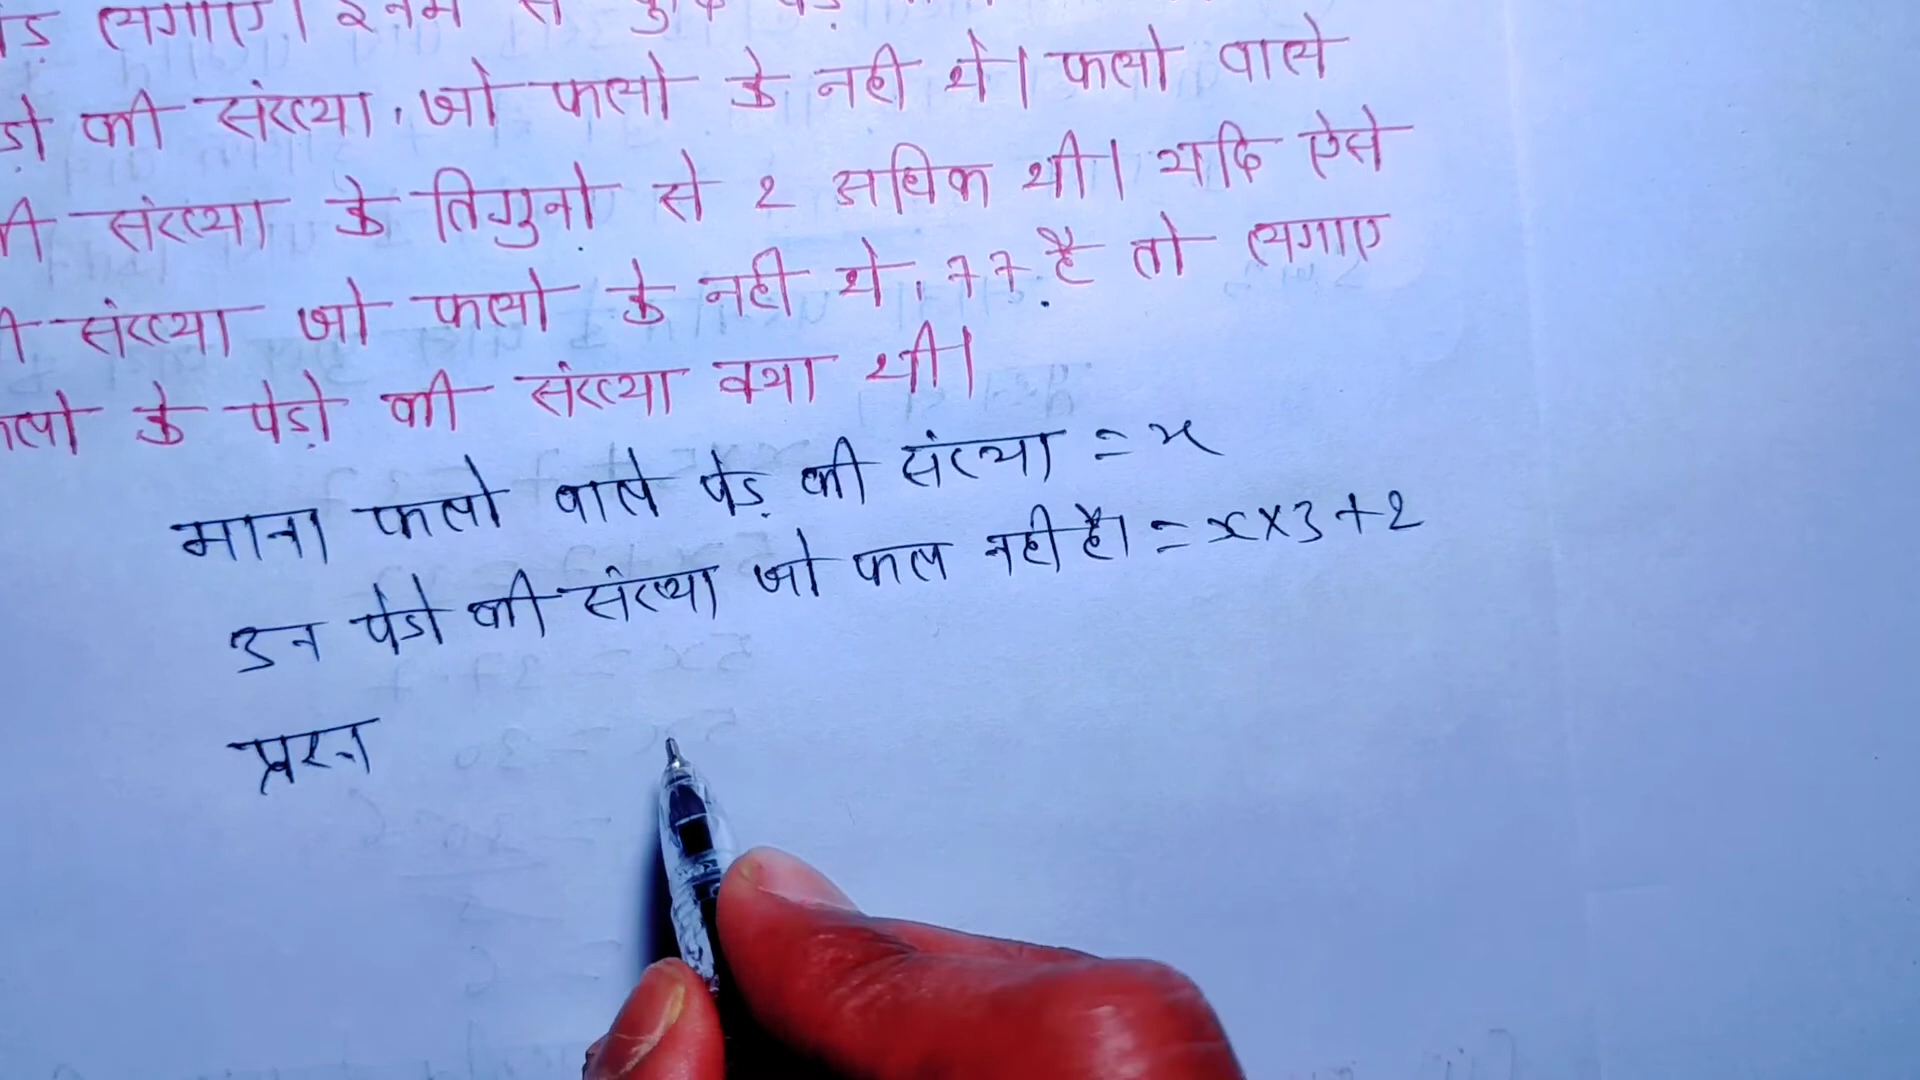 लगाए। इनमे से कुछ
की संख्या, जो फलो के नही थे। फलो वाले
संख्या के तिगुनो से 2 अधिक थी। यदि ऐसे
संख्या जो फलो के नही थे, 77 है तो लगाए
के पेड़ो की संख्या क्या थी।
माना फलो वाले पेड़ की संख्या = x
उन पेडो की संख्या जो फल नही है। = x×3+2
प्रश्न